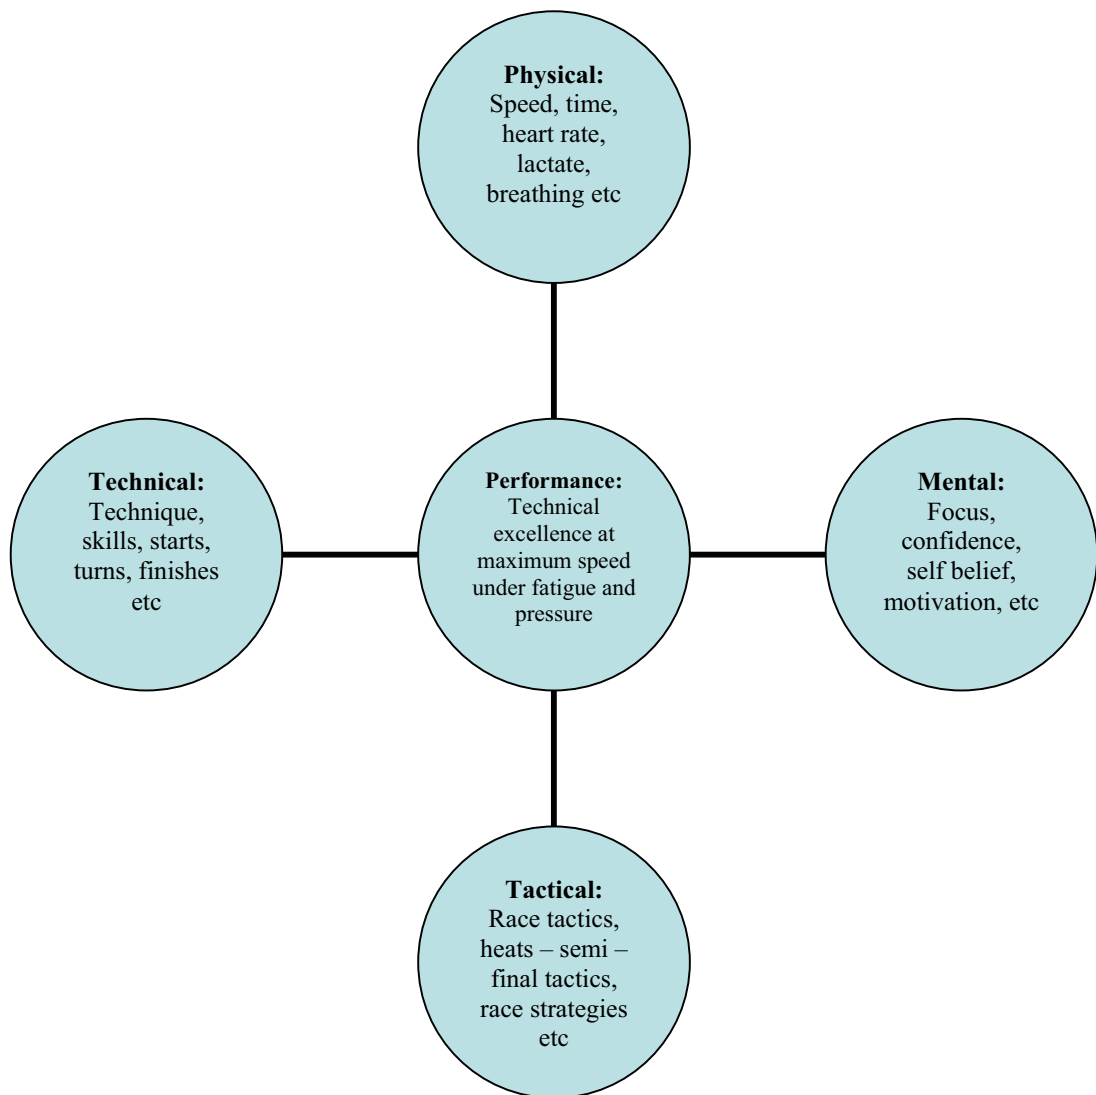 Physical:
Speed, time,
heart rate,
lactate,
breathing etc
Technical:
Technique,
skills, starts,
turns, finishes
etc
Performance:
Technical
excellence at
maximum speed
under fatigue and
pressure
Mental:
Focus,
confidence,
self belief,
motivation, etc
Tactical:
Race tactics,
heats – semi –
final tactics,
race strategies
etc